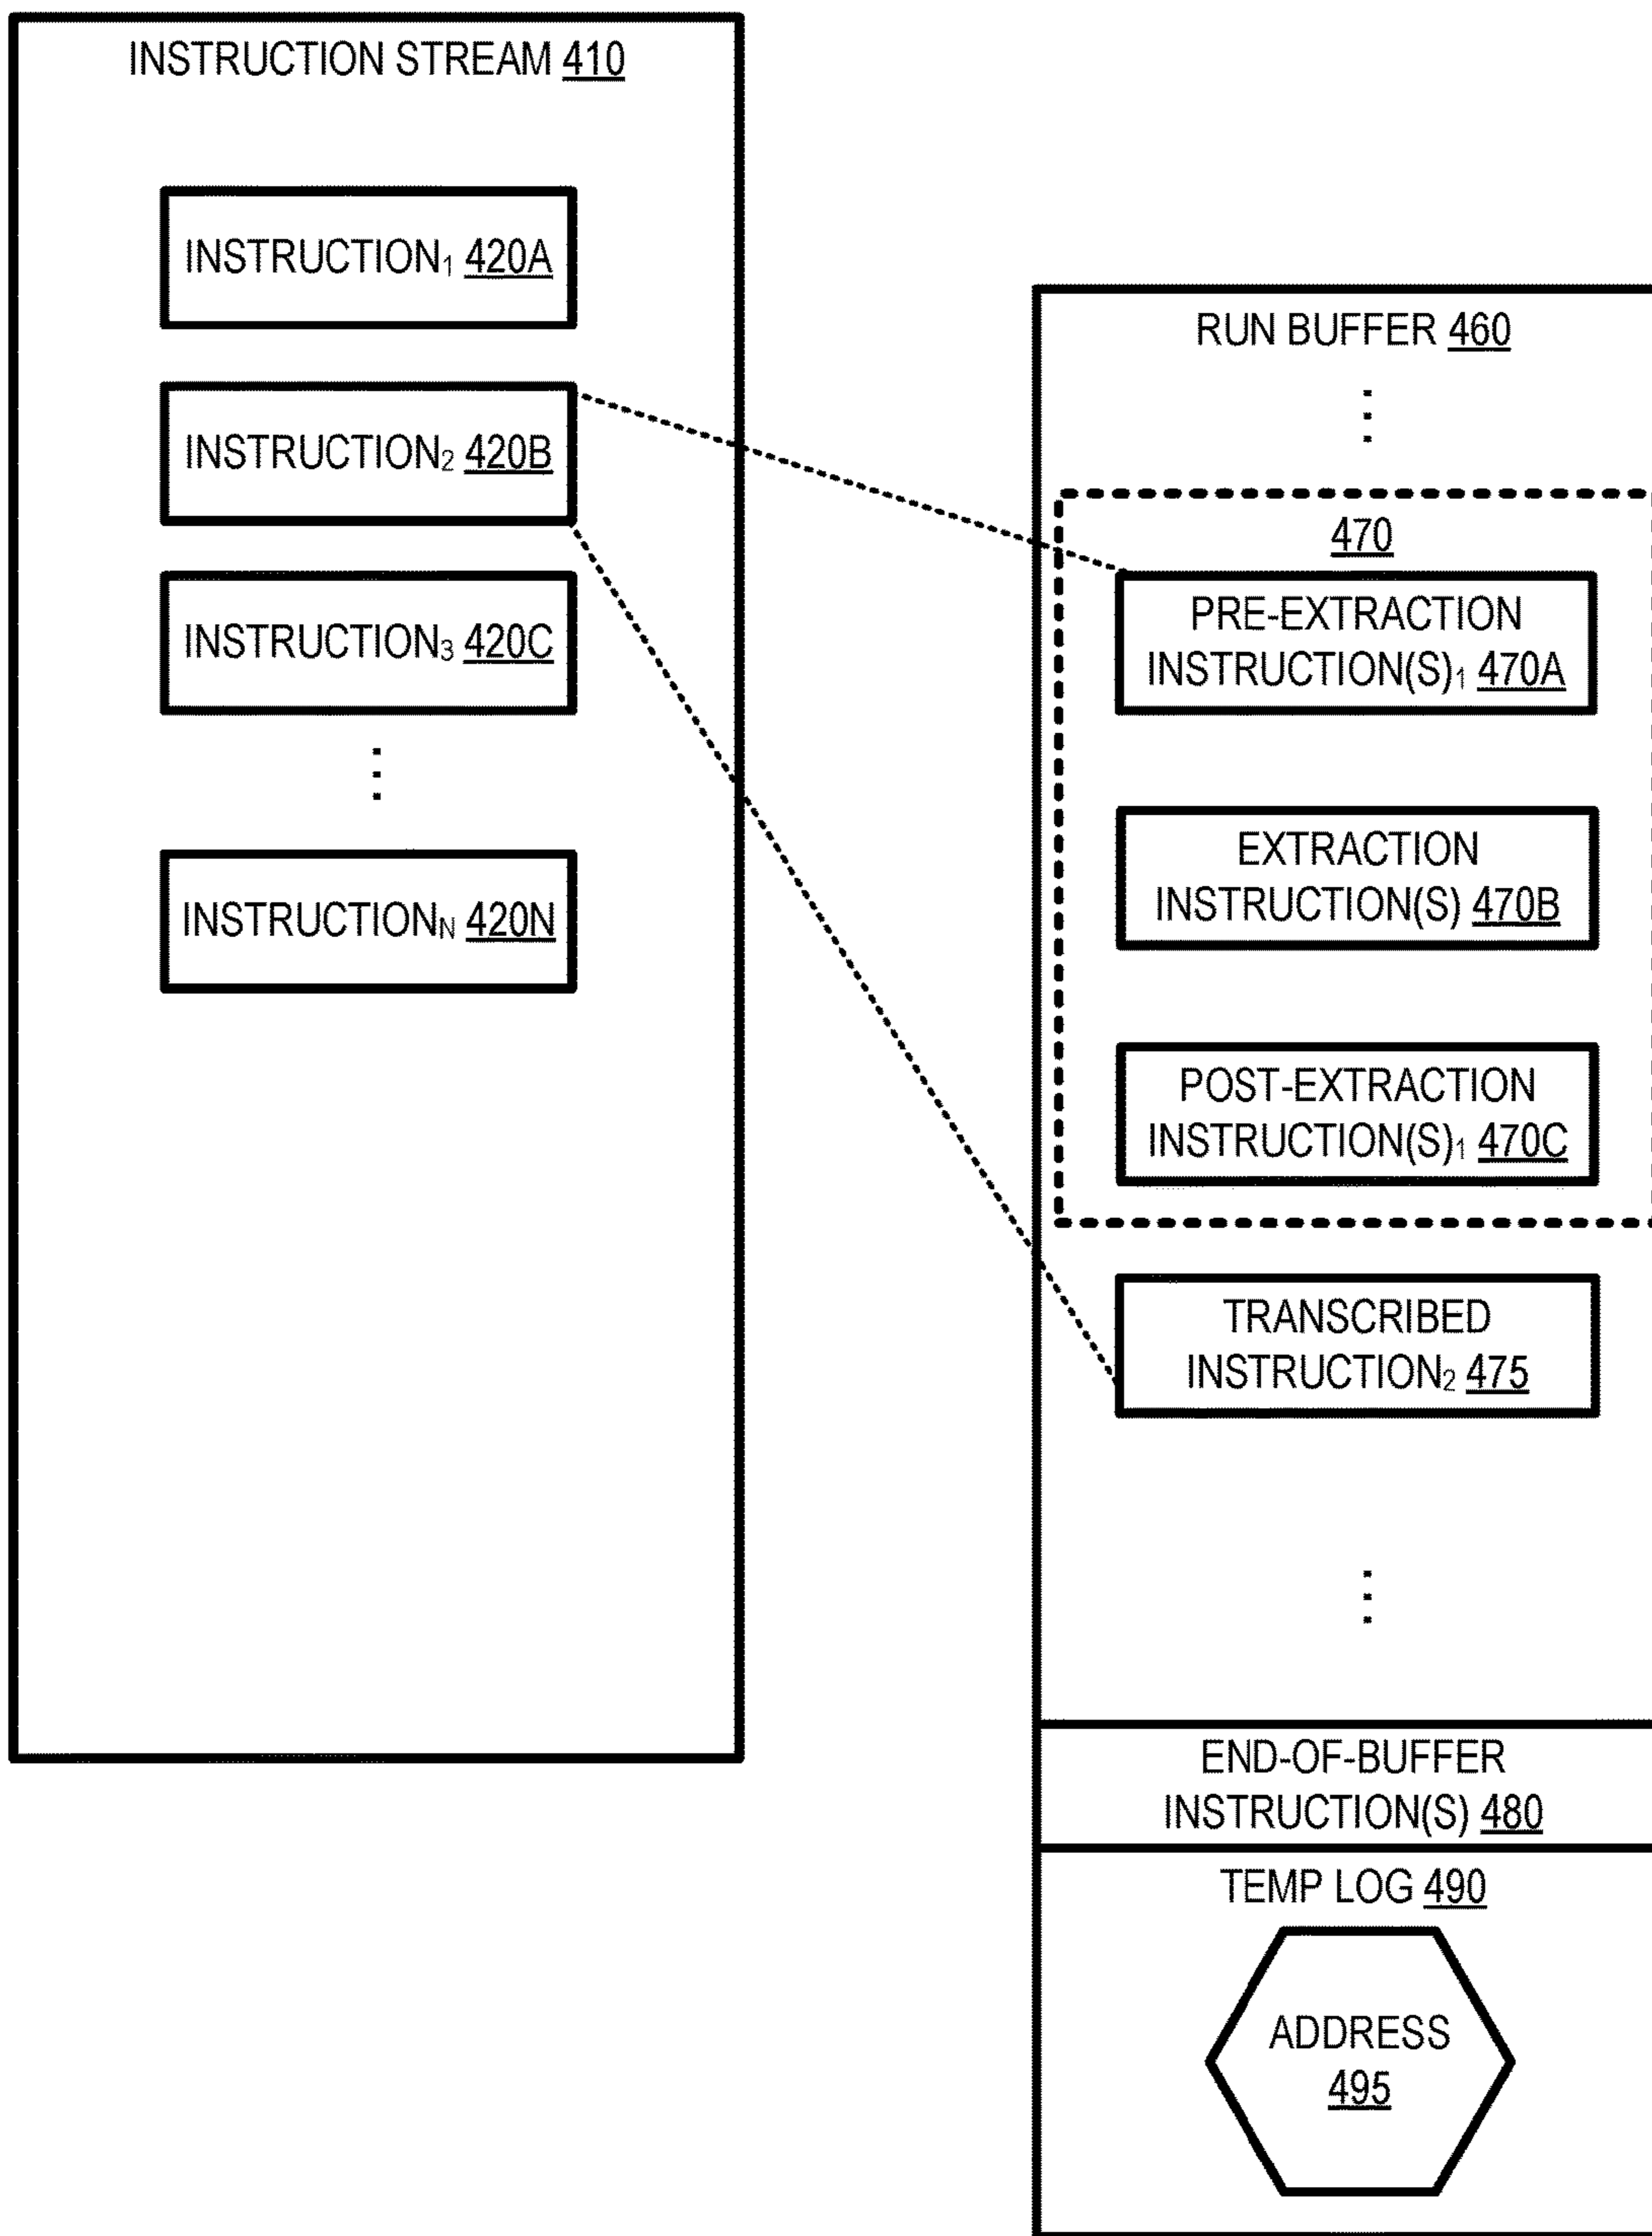 INSTRUCTION STREAM 410
INSTRUCTION₁ 420A
INSTRUCTION₂ 420B
INSTRUCTION₃ 420C
⋮
INSTRUCTIONN 420N
RUN BUFFER 460
⋮
470
PRE-EXTRACTION
INSTRUCTION(S)₁ 470A
EXTRACTION
INSTRUCTION(S) 470B
POST-EXTRACTION
INSTRUCTION(S)₁ 470C
TRANSCRIBED
INSTRUCTION₂ 475
⋮
END-OF-BUFFER
INSTRUCTION(S) 480
TEMP LOG 490
ADDRESS
495